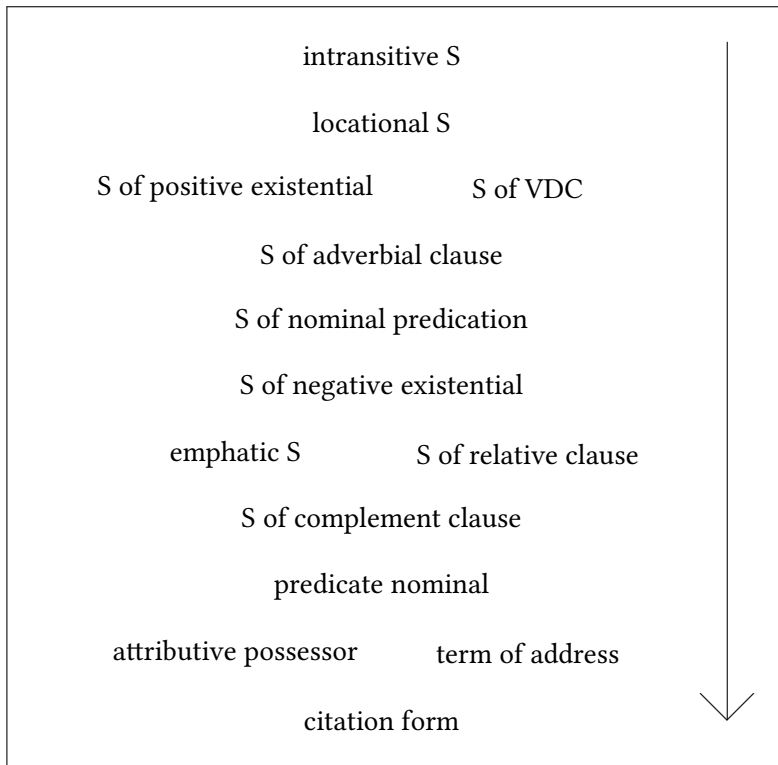 intransitive S
locational S
S of positive existential S of VDC
S of adverbial clause
S of nominal predication
S of negative existential
emphatic S S of relative clause
S of complement clause
predicate nominal
attributive possessor term of address
citation form